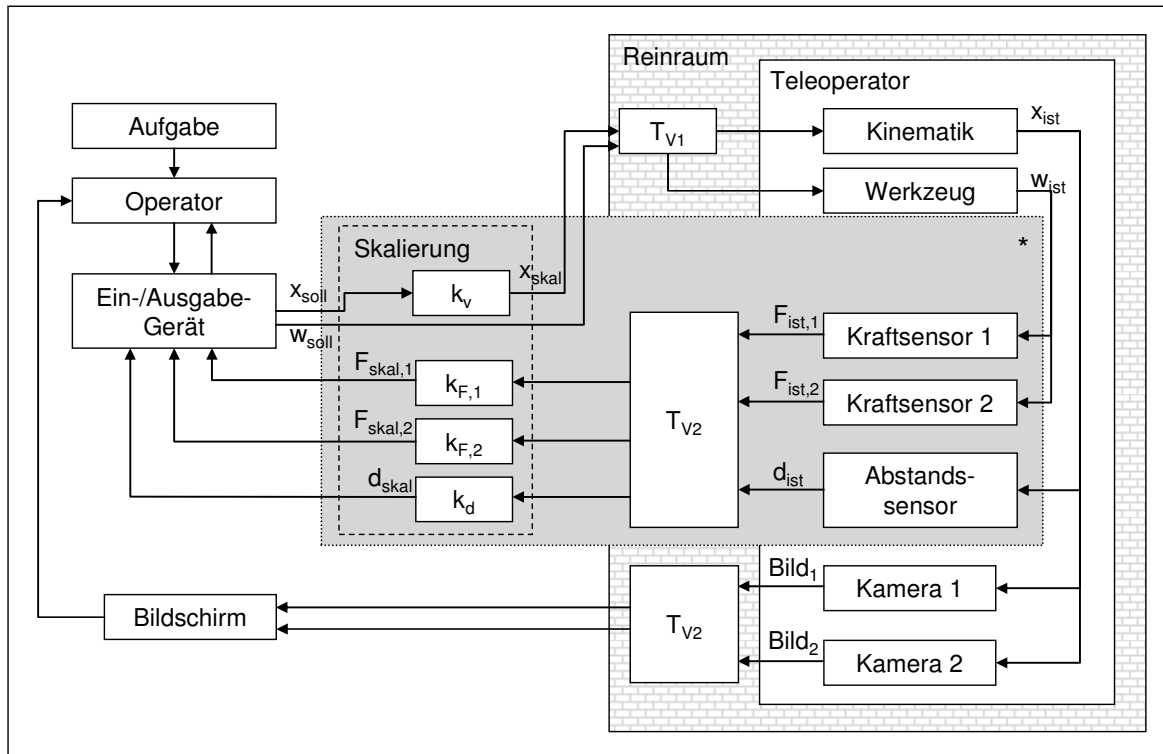 Reinraum
Teleoperator
Aufgabe
Operator
Ein-/Ausgabe-
Gerät
T_V1
Kinematik
x_ist
Werkzeug
w_ist
*
Skalierung
x_soll
k_v
x_skal
w_soll
F_skal,1
k_F,1
F_skal,2
k_F,2
d_skal
k_d
T_V2
F_ist,1
Kraftsensor 1
F_ist,2
Kraftsensor 2
d_ist
Abstands-
sensor
Bildschirm
T_V2
Bild_1
Kamera 1
Bild_2
Kamera 2